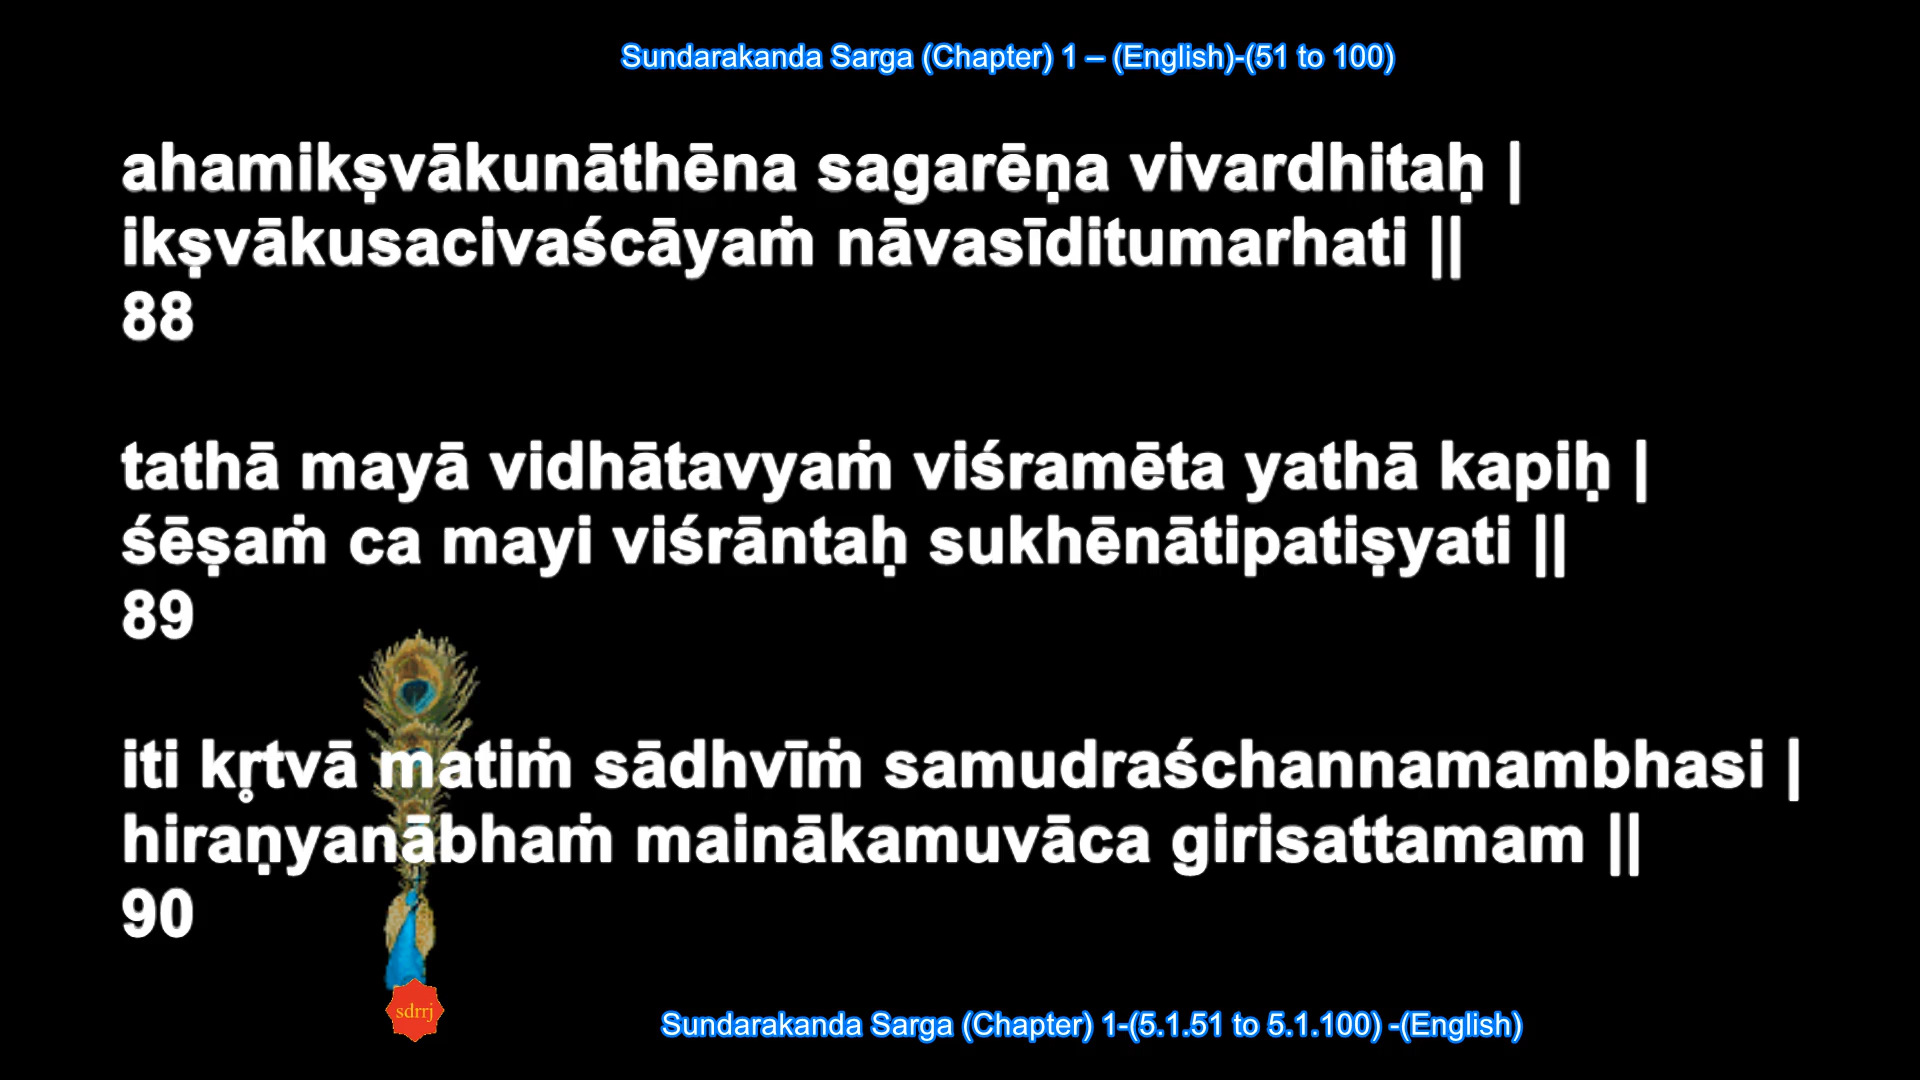 Sundarakanda Sarga (Chapter) 1 – (English)-(51 to 100)
ahamikṣvākunāthēna sagarēṇa vivardhitaḥ |
ikṣvākusacivaścāyaṁ nāvasīditumarhati ||
88
tathā mayā vidhātavyaṁ viśramēta yathā kapiḥ |
śēṣaṁ ca mayi viśrāntaḥ sukhēnātipatiṣyati ||
89
iti kr̥tvā matiṁ sādhvīṁ samudraśchannamambhasi |
hiraṇyanābhaṁ mainākamuvāca girisattamam ||
90
sdrrj
Sundarakanda Sarga (Chapter) 1-(5.1.51 to 5.1.100) -(English)